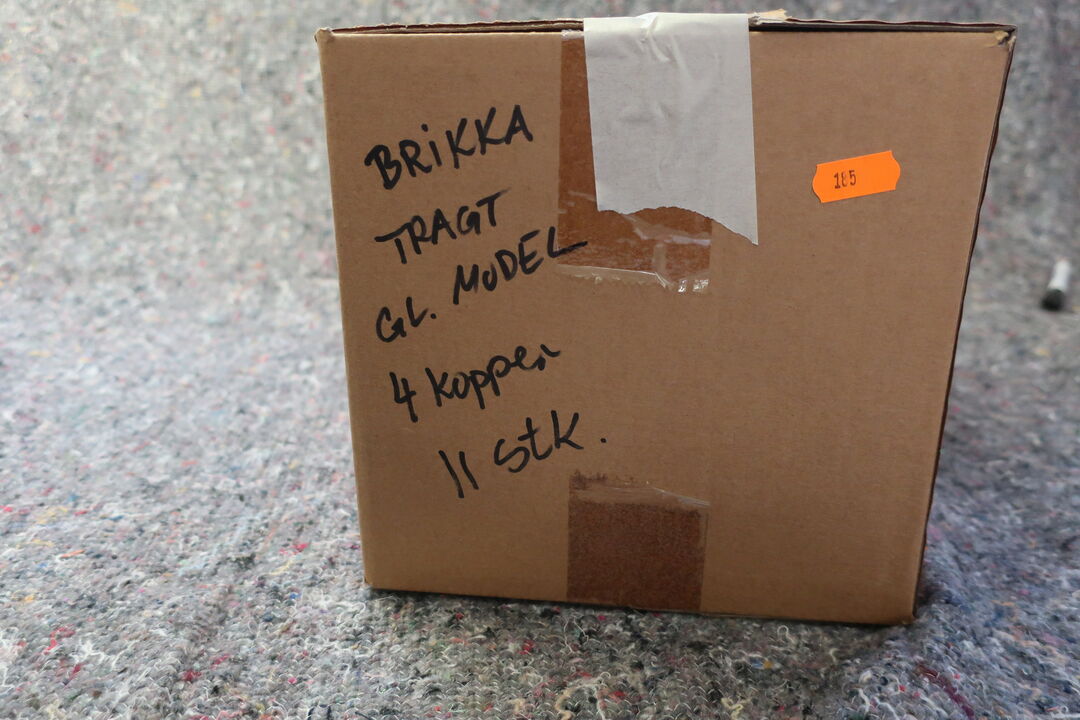 BRiKKA
TRAGT
GL. MODEL
4 kopper
11 stk.
185